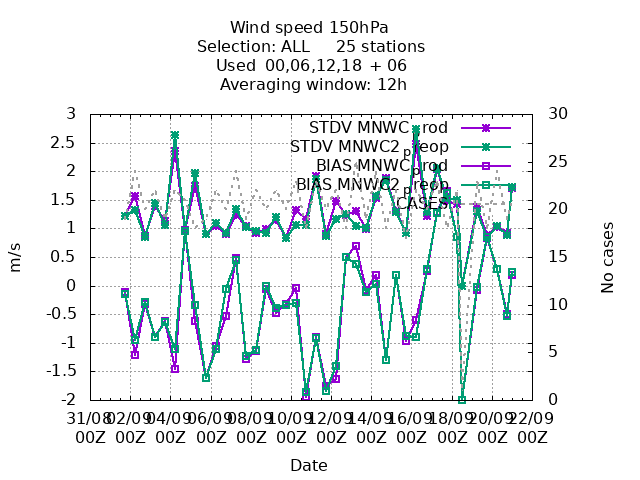 Wind speed 150hPa
Selection: ALL 25 stations
Used 00,06,12,18 + 06
Averaging window: 12h
3
2.5
2
1.5
1
0.5
0
-0.5
-1
-1.5
-2
m/s
30
25
20
15
10
5
0
No cases
STDV MNWC_prod
STDV MNWC2_preop
BIAS MNWC_prod
BIAS MNWC2_preop
CASES
31/08 02/09 04/09 06/09 08/09 10/09 12/09 14/09 16/09 18/09 20/09 22/09
00Z 00Z 00Z 00Z 00Z 00Z 00Z 00Z 00Z 00Z 00Z 00Z
Date